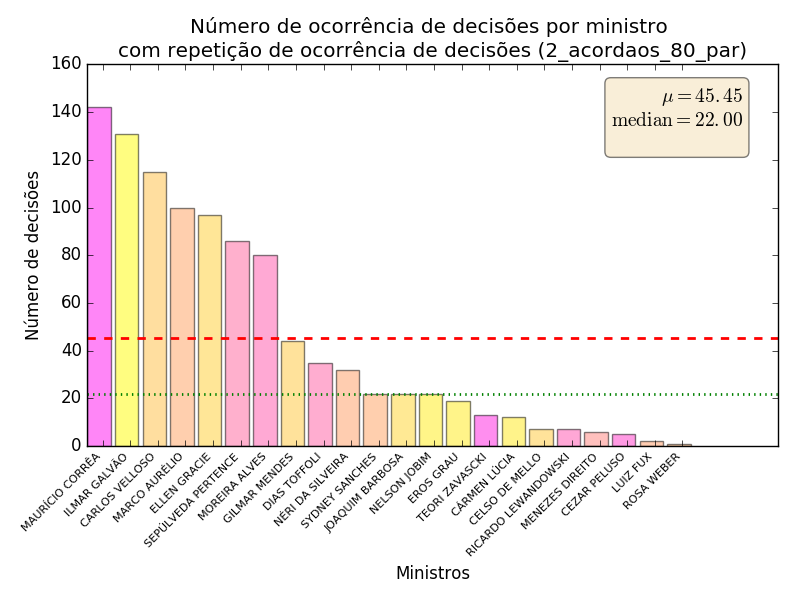 Número de ocorrência de decisões por ministro
com repetição de ocorrência de decisões (2_acordaos_80_par)
μ = 45.45
median = 22.00
Número de decisões
160
140
120
100
80
60
40
20
0
MAURÍCIO CORRÊA
ILMAR GALVÃO
CARLOS VELLOSO
MARCO AURÉLIO
ELLEN GRACIE
SEPÚLVEDA PERTENCE
MOREIRA ALVES
GILMAR MENDES
DIAS TOFFOLI
NÉRI DA SILVEIRA
SYDNEY SANCHES
JOAQUIM BARBOSA
NELSON JOBIM
EROS GRAU
TEORI ZAVASCKI
CÁRMEN LÚCIA
CELSO DE MELLO
RICARDO LEWANDOWSKI
MENEZES DIREITO
CEZAR PELUSO
LUIZ FUX
ROSA WEBER
Ministros